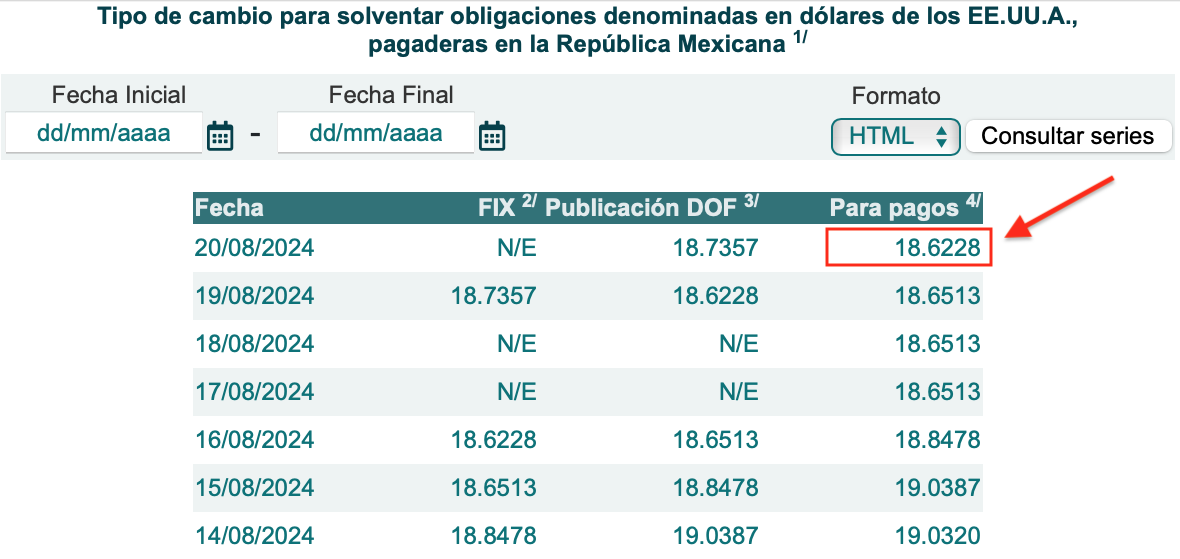 Tipo de cambio para solventar obligaciones denominadas en dólares de los EE.UU.A.,
pagaderas en la República Mexicana 1/
Fecha Inicial Fecha Final Formato
dd/mm/aaaa - dd/mm/aaaa HTML Consultar series
Fecha FIX 2/ Publicación DOF 3/ Para pagos 4/
20/08/2024 N/E 18.7357 18.6228
19/08/2024 18.7357 18.6228 18.6513
18/08/2024 N/E N/E 18.6513
17/08/2024 N/E N/E 18.6513
16/08/2024 18.6228 18.6513 18.8478
15/08/2024 18.6513 18.8478 19.0387
14/08/2024 18.8478 19.0387 19.0320